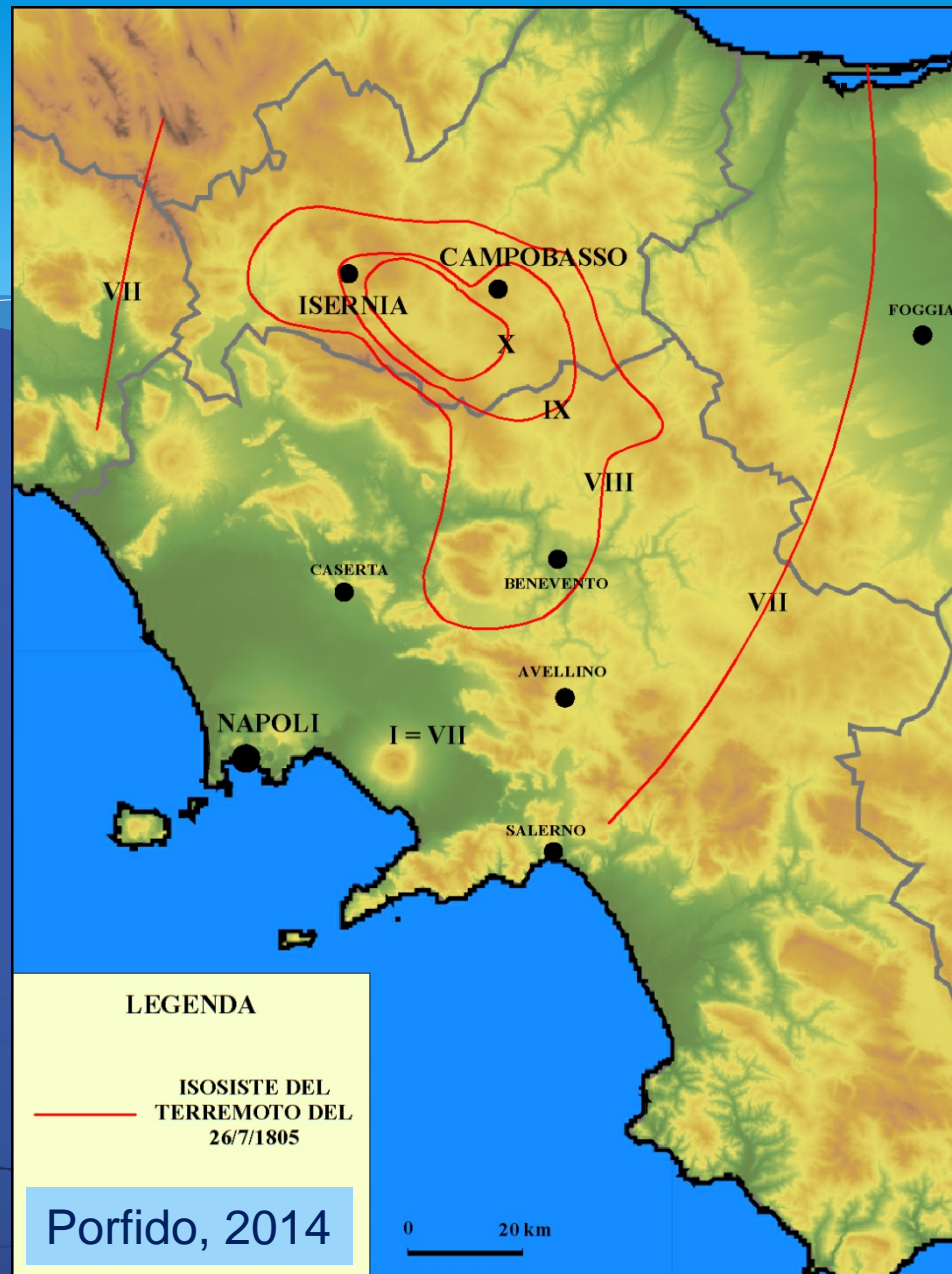 CAMPOBASSO
VII
ISERNIA
FOGGIA
X
IX
VIII
CASERTA
BENEVENTO
VII
AVELLINO
NAPOLI
I = VII
SALERNO
LEGENDA
ISOSISTE DEL
TERREMOTO DEL
26/7/1805
Porfido, 2014
0 20 km